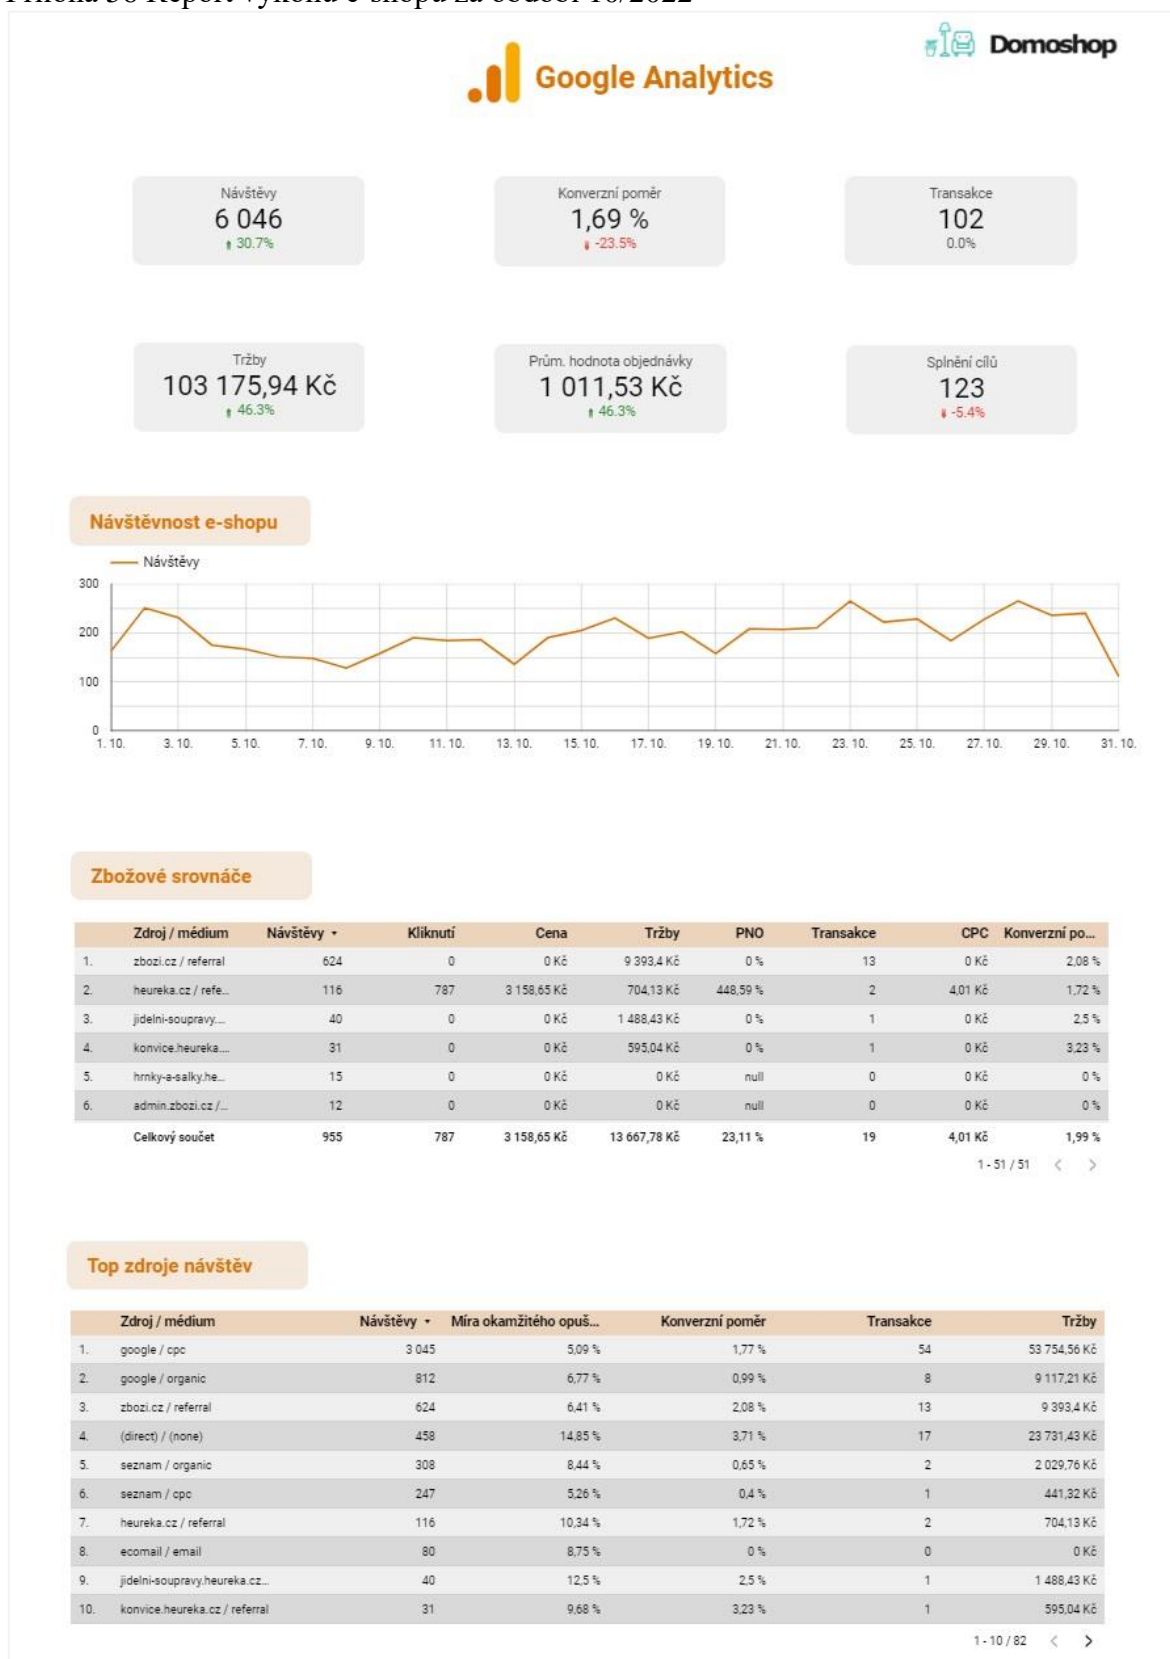 Příloha 38 Report výkonu e-shopu za období 10/2022
Domoshop
Google Analytics
Návštěvy
6 046
30.7%
Konverzní poměr
1,69 %
-23.5%
Transakce
102
0.0%
Tržby
103 175,94 Kč
46.3%
Prům. hodnota objednávky
1 011,53 Kč
46.3%
Splnění cílů
123
-5.4%
Návštěvnost e-shopu
Návštěvy
300
200
100
0
1. 10. 3. 10. 5. 10. 7. 10. 9. 10. 11. 10. 13. 10. 15. 10. 17. 10. 19. 10. 21. 10. 23. 10. 25. 10. 27. 10. 29. 10. 31. 10.
Zbožové srovnáče
Zdroj / médium Návštěvy Kliknutí Cena Tržby PNO Transakce CPC Konverzní po...
1. zbozi.cz / referral 624 0 0 Kč 9 393,4 Kč 0 % 13 0 Kč 2,08 %
2. heureka.cz / refe... 116 787 3 158,65 Kč 704,13 Kč 448,59 % 2 4,01 Kč 1,72 %
3. jidelni-soupravy.... 40 0 0 Kč 1 488,43 Kč 0 % 1 0 Kč 2,5 %
4. konvice.heureka.... 31 0 0 Kč 595,04 Kč 0 % 1 0 Kč 3,23 %
5. hrnky-a-salky.he... 15 0 0 Kč 0 Kč null 0 0 Kč 0 %
6. admin.zbozi.cz /... 12 0 0 Kč 0 Kč null 0 0 Kč 0 %
Celkový součet 955 787 3 158,65 Kč 13 667,78 Kč 23,11 % 19 4,01 Kč 1,99 %
1 - 51 / 51
Top zdroje návštěv
Zdroj / médium Návštěvy Míra okamžitého opuš... Konverzní poměr Transakce Tržby
1. google / cpc 3 045 5,09 % 1,77 % 54 53 754,56 Kč
2. google / organic 812 6,77 % 0,99 % 8 9 117,21 Kč
3. zbozi.cz / referral 624 6,41 % 2,08 % 13 9 393,4 Kč
4. (direct) / (none) 458 14,85 % 3,71 % 17 23 731,43 Kč
5. seznam / organic 308 8,44 % 0,65 % 2 2 029,76 Kč
6. seznam / cpc 247 5,26 % 0,4 % 1 441,32 Kč
7. heureka.cz / referral 116 10,34 % 1,72 % 2 704,13 Kč
8. ecomail / email 80 8,75 % 0 % 0 0 Kč
9. jidelni-soupravy.heureka.cz... 40 12,5 % 2,5 % 1 1 488,43 Kč
10. konvice.heureka.cz / referral 31 9,68 % 3,23 % 1 595,04 Kč
1 - 10 / 82